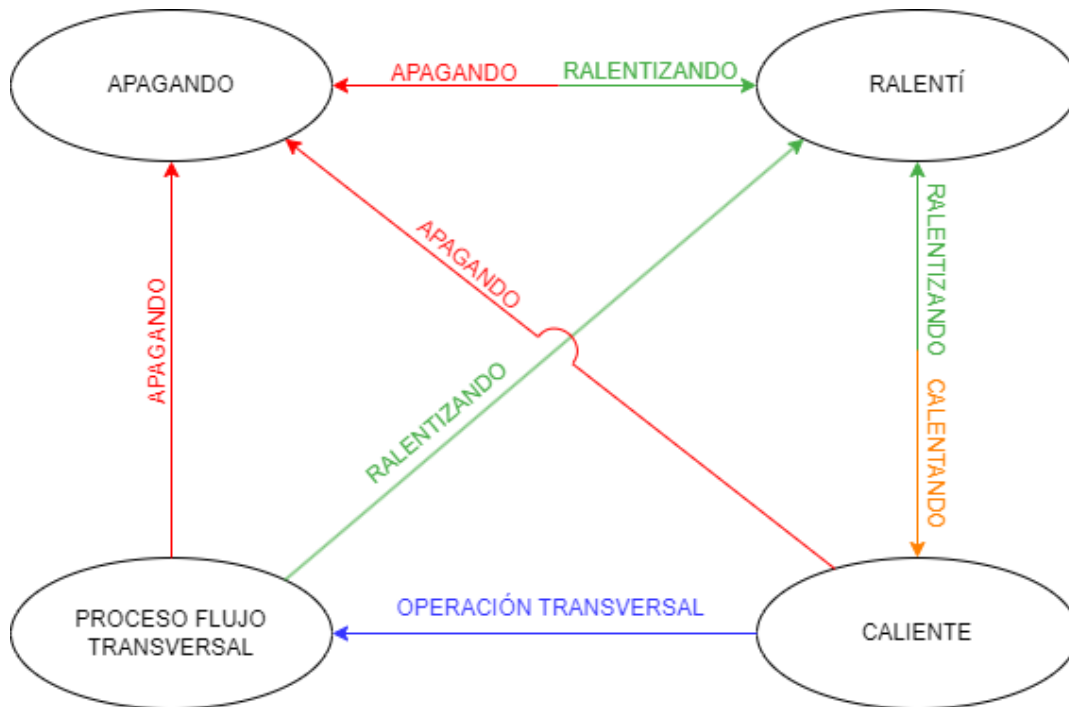 APAGANDO
APAGANDO
RALENTIZANDO
RALENTÍ
APAGANDO
RALENTIZANDO
APAGANDO
RALENTIZANDO
CALENTANDO
PROCESO FLUJO
TRANSVERSAL
OPERACIÓN TRANSVERSAL
CALIENTE